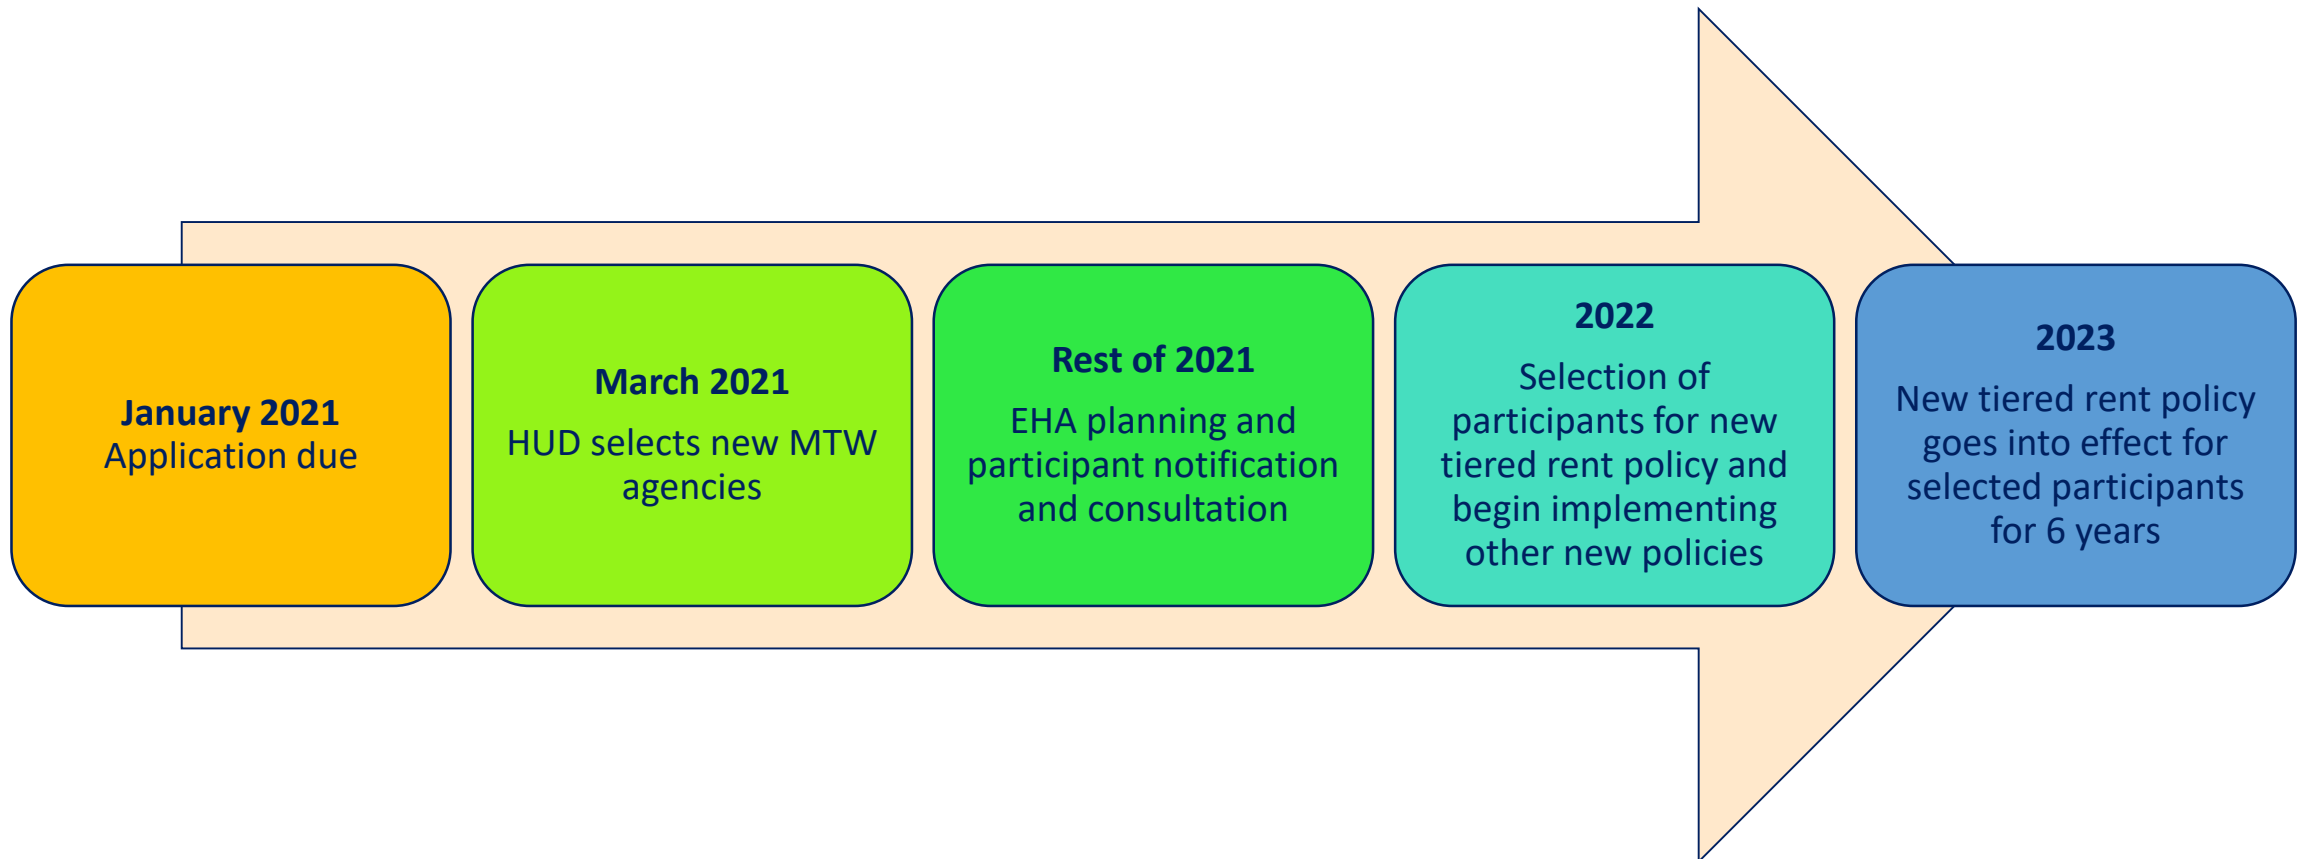 January 2021
Application due
March 2021
HUD selects new MTW
agencies
Rest of 2021
EHA planning and
participant notification
and consultation
2022
Selection of
participants for new
tiered rent policy and
begin implementing
other new policies
2023
New tiered rent policy
goes into effect for
selected participants
for 6 years